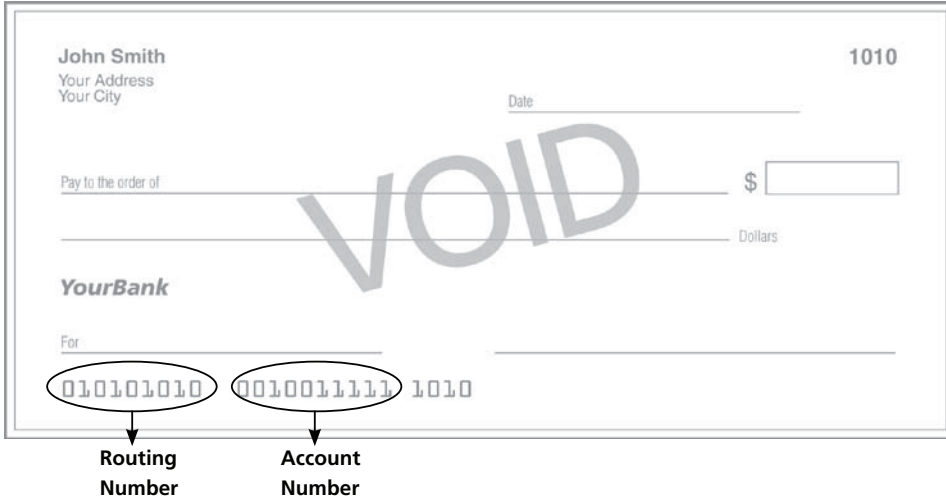 John Smith 1010
Your Address
Your City
Date
VOID
Pay to the order of $
Dollars
YourBank
For
010101010 0010011111 1010
Routing Account
Number Number